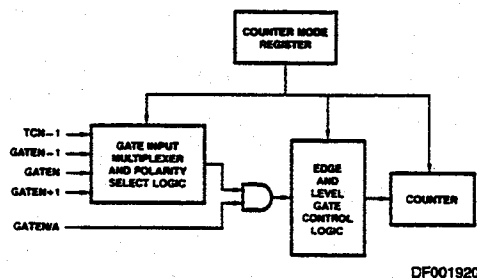 COUNTER MODE
REGISTER
TCN–1
GATEN–1
GATEN
GATEN+1
GATE INPUT
MULTIPLEXER
AND POLARITY
SELECT LOGIC
GATEN/A
EDGE
AND
LEVEL
GATE
CONTROL
LOGIC
COUNTER
DF001920